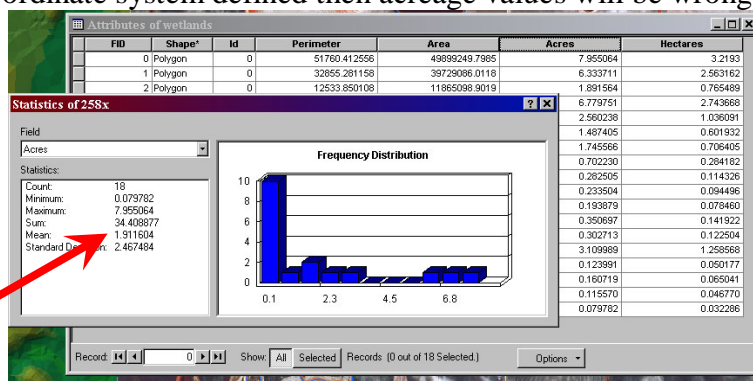 ordinate system defined then acreage values will be wrong
Attributes of wetlands
FID Shape* Id Perimeter Area Acres Hectares
0 Polygon 0 51760.412556 49899249.7985 7.955064 3.2193
1 Polygon 0 32855.281158 39729086.0118 6.333711 2.563162
2 Polygon 0 12533.850108 11865098.9019 1.891564 0.765489
6.779751 2.743668
2.560238 1.036091
1.487405 0.601932
1.745566 0.706405
0.702230 0.284182
0.282505 0.114326
0.233504 0.094496
0.193879 0.078460
0.350697 0.141922
0.302713 0.122504
3.109989 1.258568
0.123991 0.050177
0.160719 0.065041
0.115570 0.046770
0.079782 0.032286
Statistics of 258x
Field
Acres
Statistics:
Count: 18
Minimum: 0.079782
Maximum: 7.955064
Sum: 34.408877
Mean: 1.911604
Standard De on: 2.467484
Frequency Distribution
10
8
6
4
2
0
0.1 2.3 4.5 6.8
Record: 0 Show: All Selected Records (0 out of 18 Selected.) Options